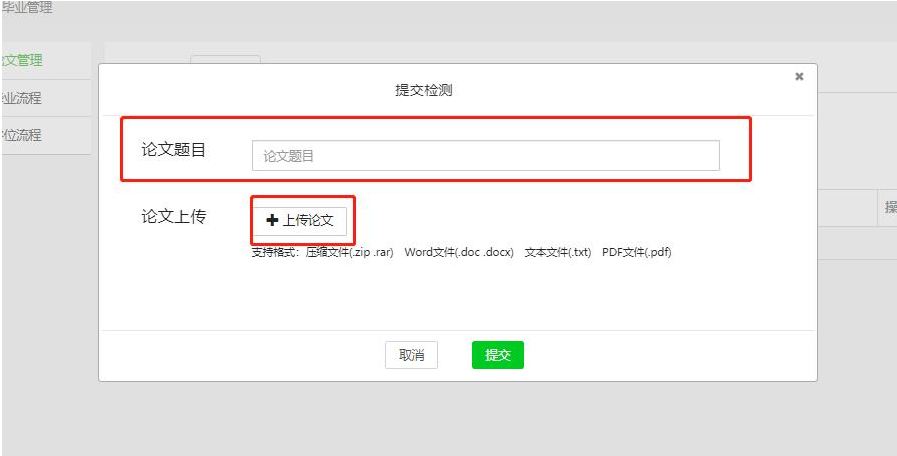 毕业管理
论文管理
毕业流程
学位流程
提交检测
论文题目
论文题目
论文上传
上传论文
支持格式：压缩文件(.zip .rar) Word文件(.doc .docx) 文本文件(.txt) PDF文件(.pdf)
操
取消
提交